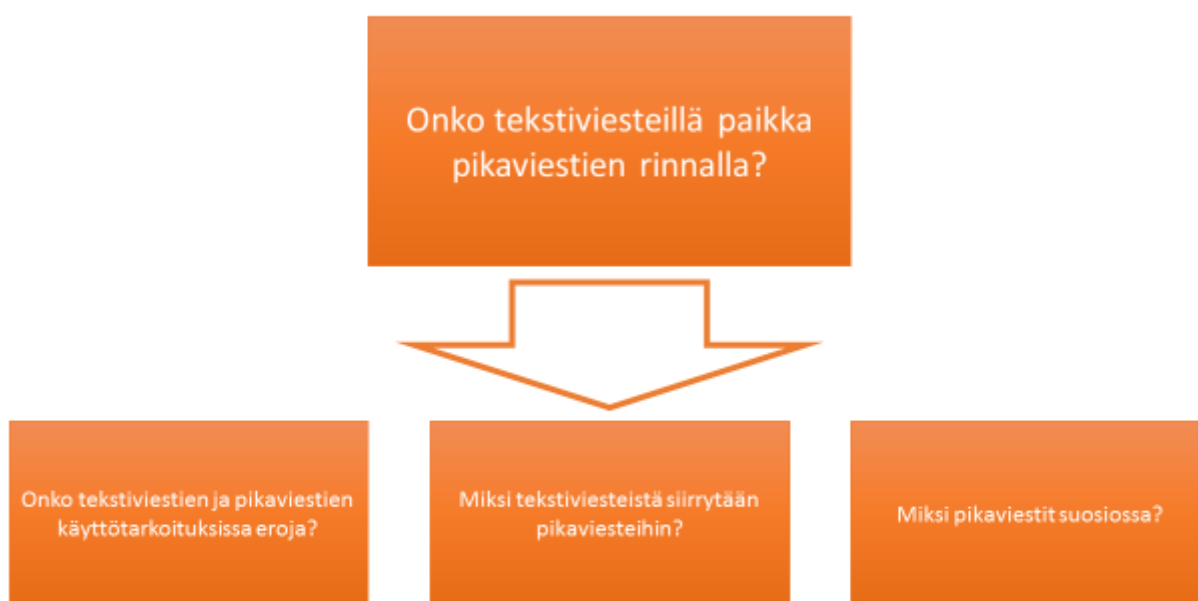 Onko tekstiviesteillä paikka
pikaviestien rinnalla?
Onko tekstiviestien ja pikaviestien
käyttötarkoituksissa eroja?
Miksi tekstiviesteistä siirrytään
pikaviesteihin?
Miksi pikaviestit suosiossa?